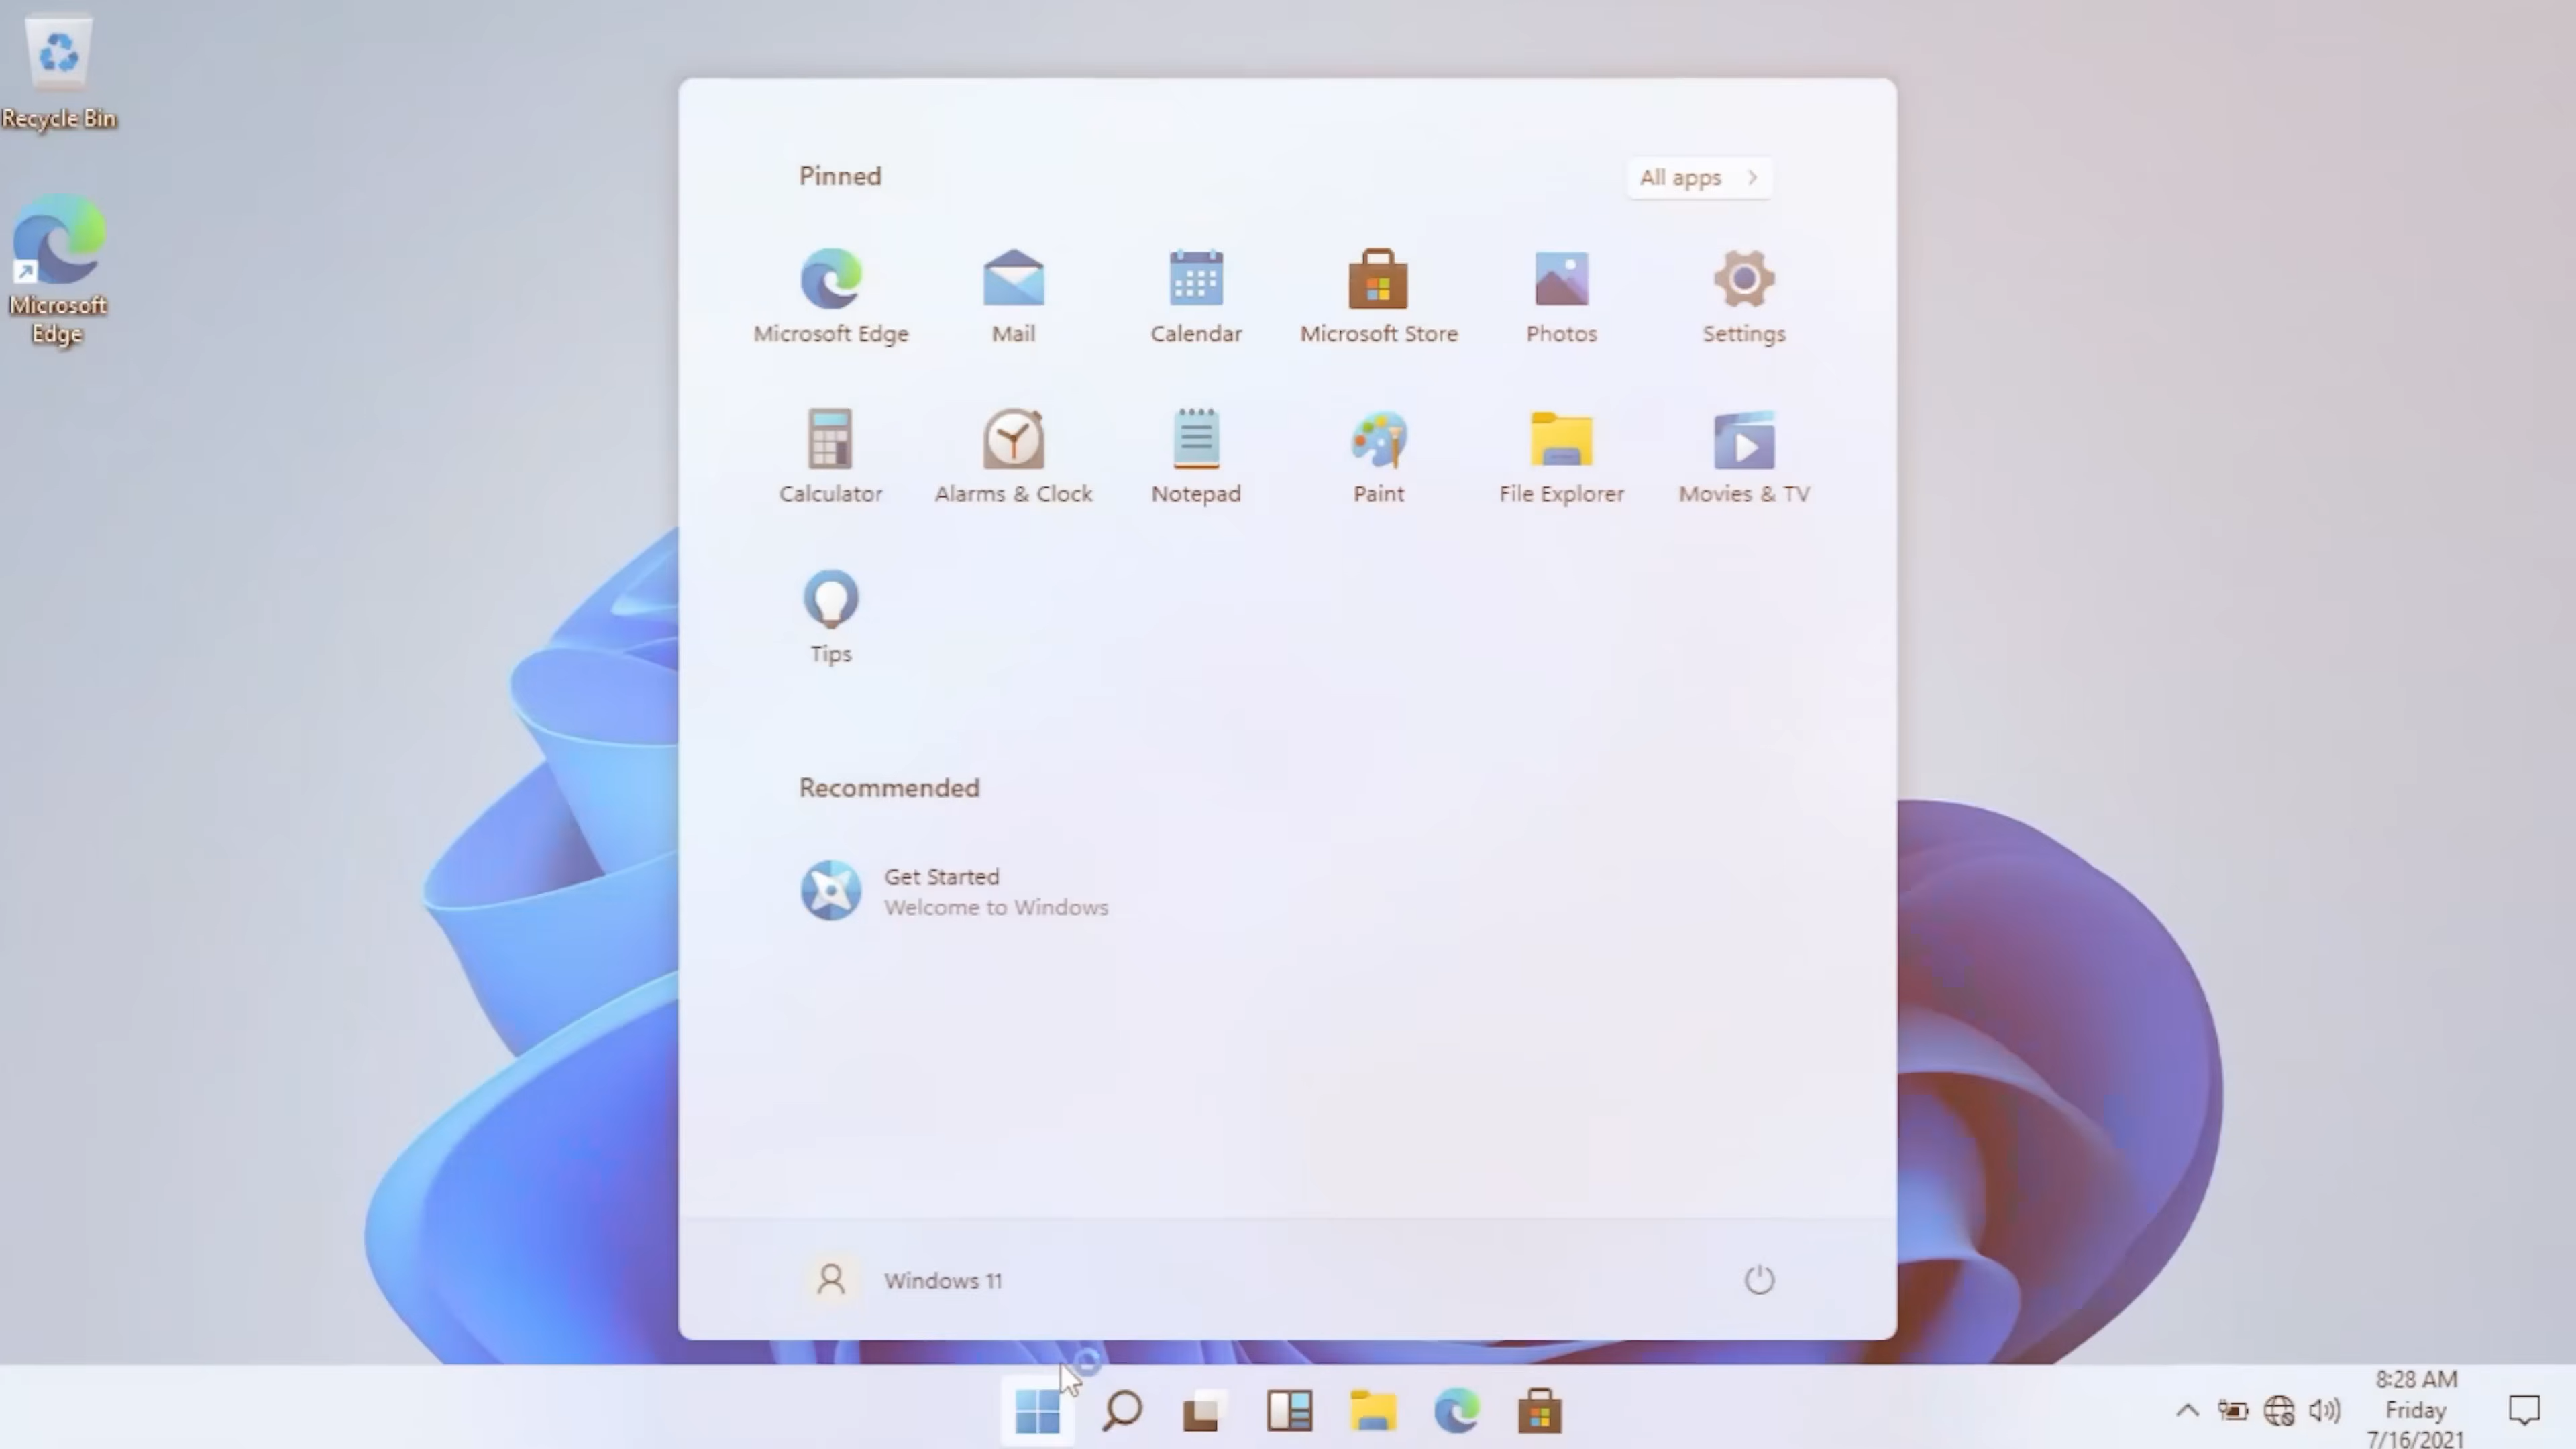 Recycle Bin
Microsoft
Edge
Pinned
All apps
Microsoft Edge
Mail
Calendar
Microsoft Store
Photos
Settings
Calculator
Alarms & Clock
Notepad
Paint
File Explorer
Movies & TV
Tips
Recommended
Get Started
Welcome to Windows
Windows 11
8:28 AM
Friday
7/16/2021